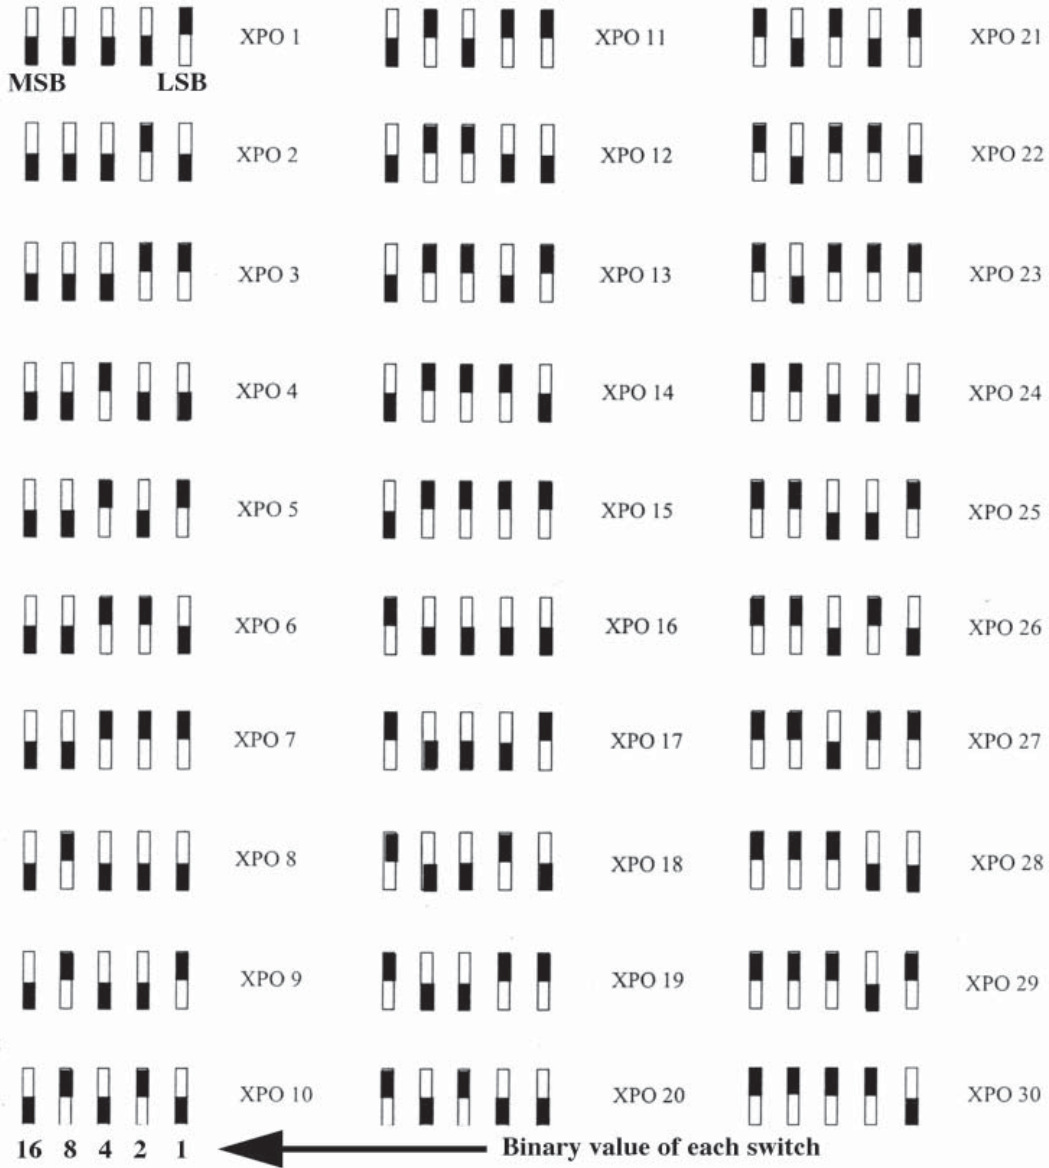 XPO 1 XPO 11 XPO 21
MSB LSB
XPO 2 XPO 12 XPO 22
XPO 3 XPO 13 XPO 23
XPO 4 XPO 14 XPO 24
XPO 5 XPO 15 XPO 25
XPO 6 XPO 16 XPO 26
XPO 7 XPO 17 XPO 27
XPO 8 XPO 18 XPO 28
XPO 9 XPO 19 XPO 29
XPO 10 XPO 20 XPO 30
16 8 4 2 1 Binary value of each switch